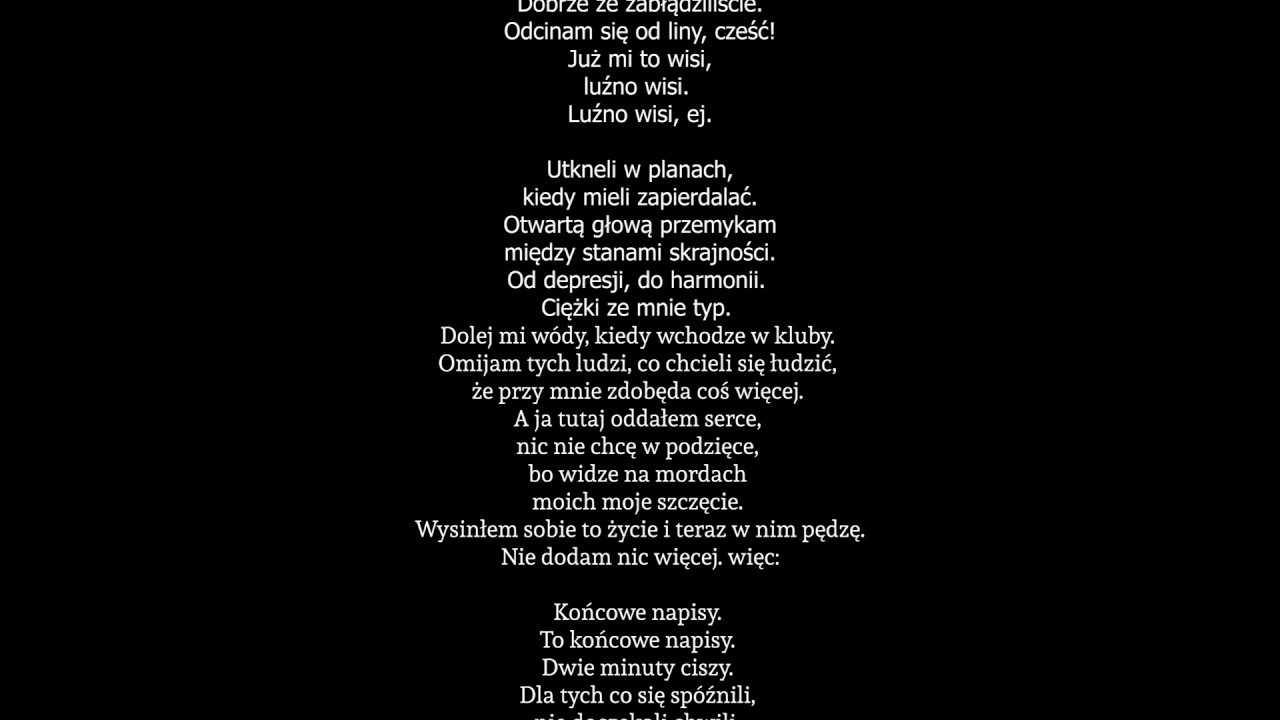 Dobrze że zabłądziliście.
Odcinam się od liny, cześć!
Już mi to wisi,
luźno wisi.
Luźno wisi, ej.
Utkneli w planach,
kiedy mieli zapierdalać.
Otwartą głową przemykam
między stanami skrajności.
Od depresji, do harmonii.
Ciężki ze mnie typ.
Dolej mi wódy, kiedy wchodze w kluby.
Omijam tych ludzi, co chcieli się łudzić,
że przy mnie zdobęda coś więcej.
A ja tutaj oddałem serce,
nic nie chcę w podzięce,
bo widze na mordach
moich moje szczęcie.
Wysinłem sobie to życie i teraz w nim pędzę.
Nie dodam nic więcej. więc:
Końcowe napisy.
To końcowe napisy.
Dwie minuty ciszy.
Dla tych co się spóźnili,
nie doczekali chwili